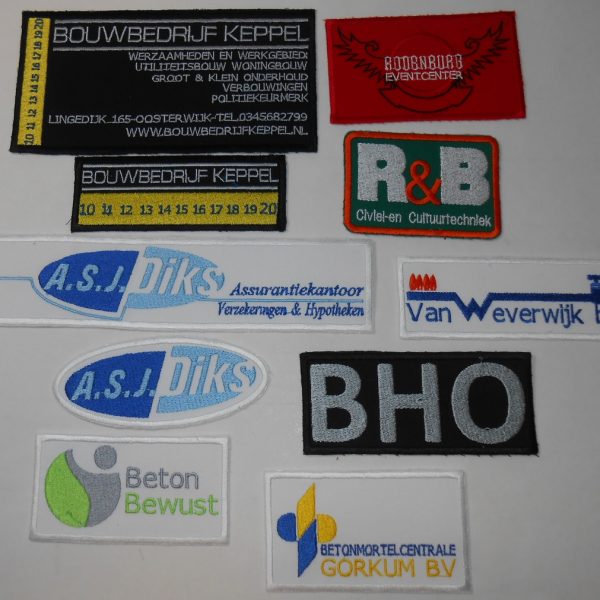 BOUWBEDRIJF KEPPEL
WERZAAMHEDEN EN WERKGEBIED:
UTILITEITSBOUW WONINGBOUW
GROOT & KLEIN ONDERHOUD
VERBOUWINGEN
POLITIEKEURMERK
LINGEDIJK 165-OOSTERWIJK-TEL.0345682799
WWW.BOUWBEDRIJFKEPPEL.NL
10 11 12 13 14 15 16 17 18 19 20
RODENBURG
EVENTCENTER
BOUWBEDRIJF KEPPEL
10 11 12 13 14 15 16 17 18 19 20
R&B
Civiel-en Cultuurtechniek
A.S.J. Diks
Assurantiekantoor
Verzekeringen & Hypotheken
Van Weverwijk
A.S.J. Diks
BHO
Beton
Bewust
BETONMORTELCENTRALE
GORKUM B.V.